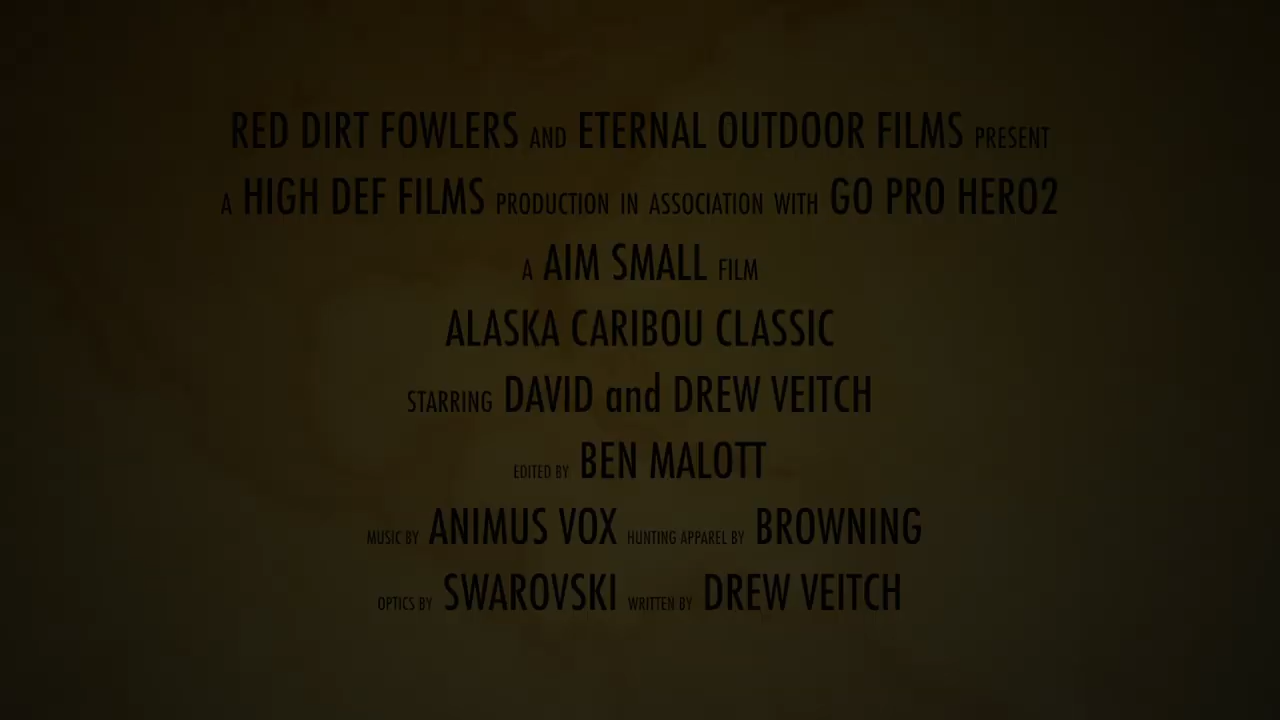 RED DIRT FOWLERS AND ETERNAL OUTDOOR FILMS PRESENT
A HIGH DEF FILMS PRODUCTION IN ASSOCIATION WITH GO PRO HERO2
A AIM SMALL FILM
ALASKA CARIBOU CLASSIC
STARRING DAVID and DREW VEITCH
EDITED BY BEN MALOTT
MUSIC BY ANIMUS VOX HUNTING APPAREL BY BROWNING
OPTICS BY SWAROVSKI WRITTEN BY DREW VEITCH